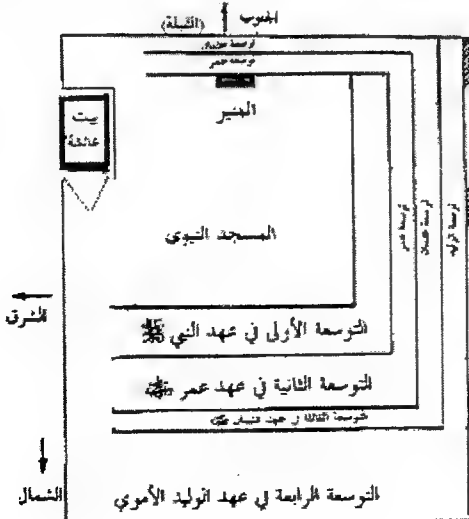 الجنوب
(القبلة)
توسعة عثمان
توسعة عمر
المنبر
بيت
عائشة
المسجد النبوي
توسعة عمر
توسعة عثمان
توسعة الوليد
المشرق
التوسعة الأولى في عهد النبي ﷺ
التوسعة الثانية في عهد عمر
التوسعة الثالثة في عهد عثمان
الشمال
التوسعة الرابعة في عهد الوليد الأموي